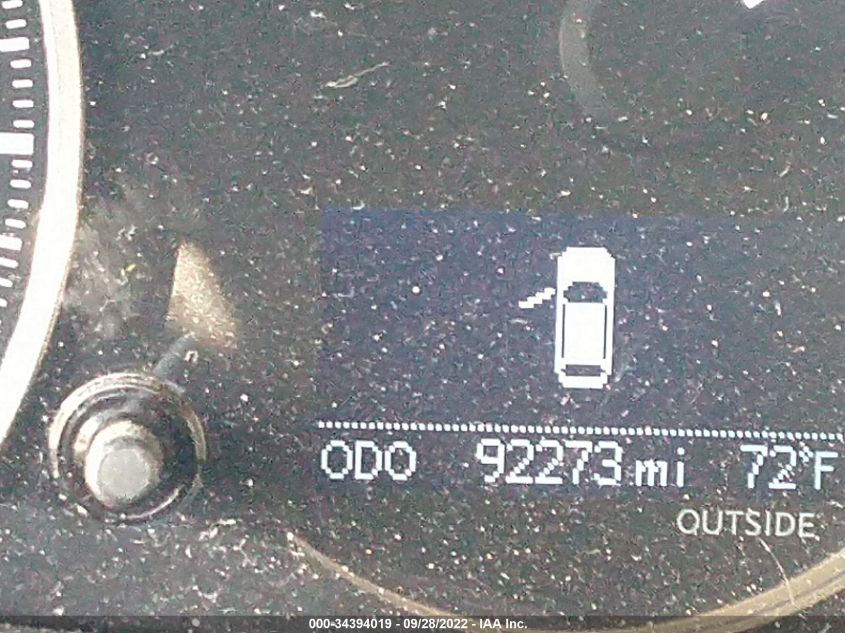 ODO 92273 mi 72°F
OUTSIDE
000-34394019 - 09/28/2022 - IAA Inc.